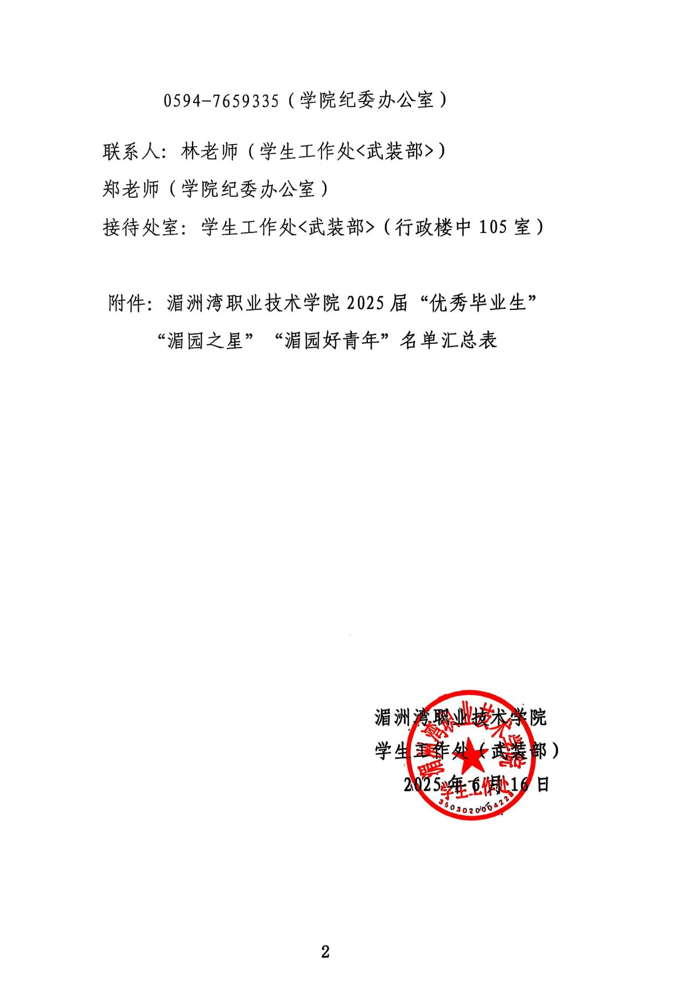 0594-7659335（学院纪委办公室）
联系人：林老师（学生工作处<武装部>）
郑老师（学院纪委办公室）
接待处室：学生工作处<武装部>（行政楼中 105 室）
附件：湄洲湾职业技术学院 2025 届“优秀毕业生”
“湄园之星” “湄园好青年”名单汇总表
湄洲湾职业技术学院
学生工作处（武装部）
2025 年 6 月 16 日
湄洲湾职业技术学院
学生工作处
3503020004228
2